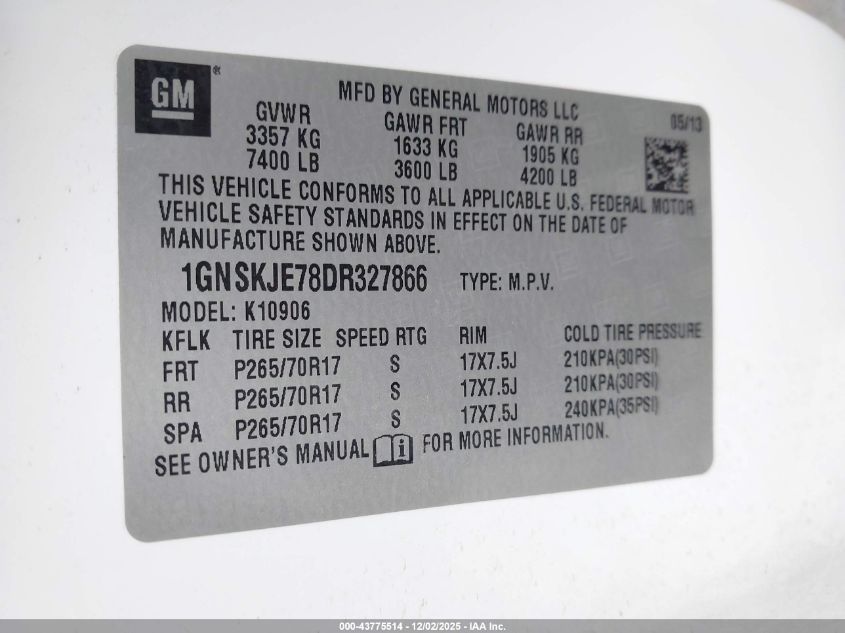 GM ®
MFD BY GENERAL MOTORS LLC
05/13
GVWR GAWR FRT GAWR RR
3357 KG 1633 KG 1905 KG
7400 LB 3600 LB 4200 LB
THIS VEHICLE CONFORMS TO ALL APPLICABLE U.S. FEDERAL MOTOR
VEHICLE SAFETY STANDARDS IN EFFECT ON THE DATE OF
MANUFACTURE SHOWN ABOVE.
1GNSKJE78DR327866 TYPE: M.P.V.
MODEL: K10906
KFLK TIRE SIZE SPEED RTG RIM COLD TIRE PRESSURE
FRT P265/70R17 S 17X7.5J 210KPA(30PSI)
RR P265/70R17 S 17X7.5J 210KPA(30PSI)
SPA P265/70R17 S 17X7.5J 240KPA(35PSI)
SEE OWNER'S MANUAL i FOR MORE INFORMATION.
000-43775514 - 12/02/2025 - IAA Inc.